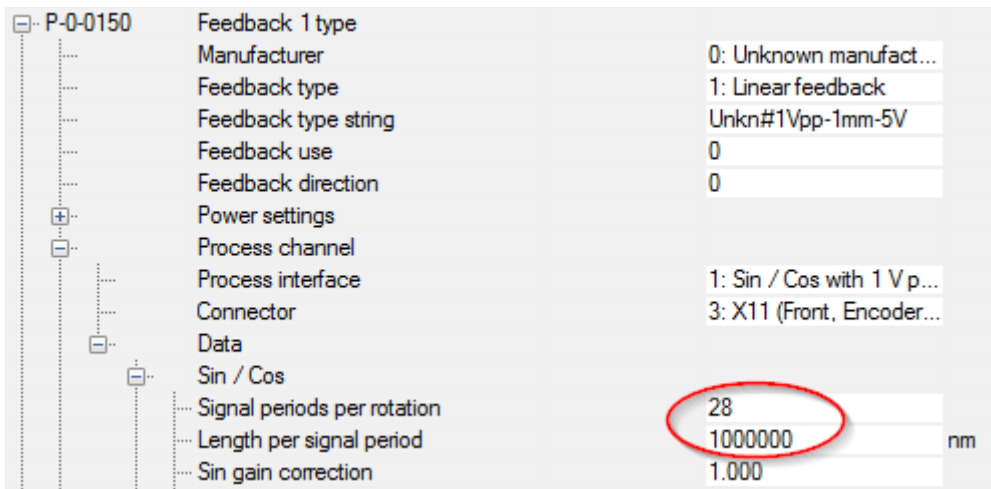 P-0-0150 Feedback 1 type
Manufacturer 0: Unknown manufact...
Feedback type 1: Linear feedback
Feedback type string Unkn#1Vpp-1mm-5V
Feedback use 0
Feedback direction 0
Power settings
Process channel
Process interface 1: Sin / Cos with 1 V p...
Connector 3: X11 (Front, Encoder...
Data
Sin / Cos
Signal periods per rotation 28
Length per signal period 1000000 nm
Sin gain correction 1.000